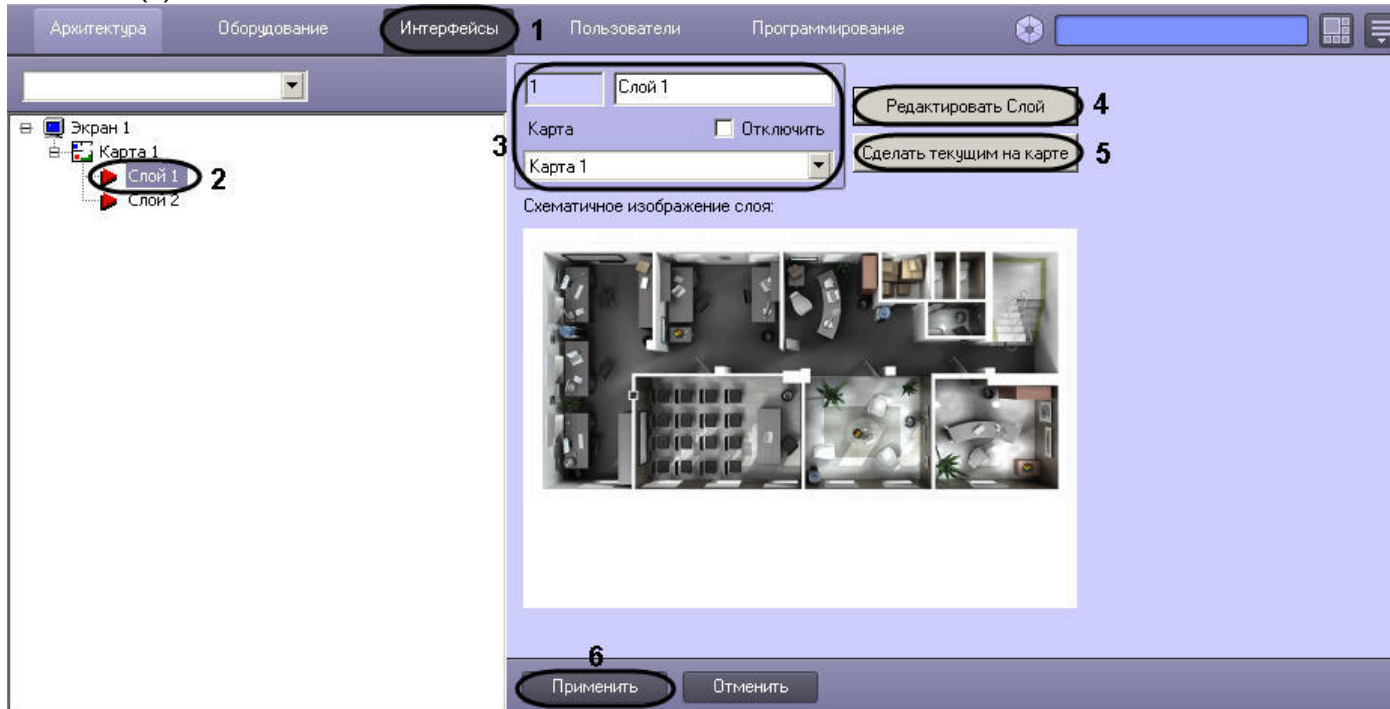 Архитектура Оборудование Интерфейсы 1 Пользователи Программирование
1 Слой 1
Редактировать Слой 4
Экран 1
Карта Отключить
3
Карта 1
Сделать текущим на карте 5
Карта 1
Слой 1 2
Слой 2
Схематичное изображение слоя:
6
Применить Отменить